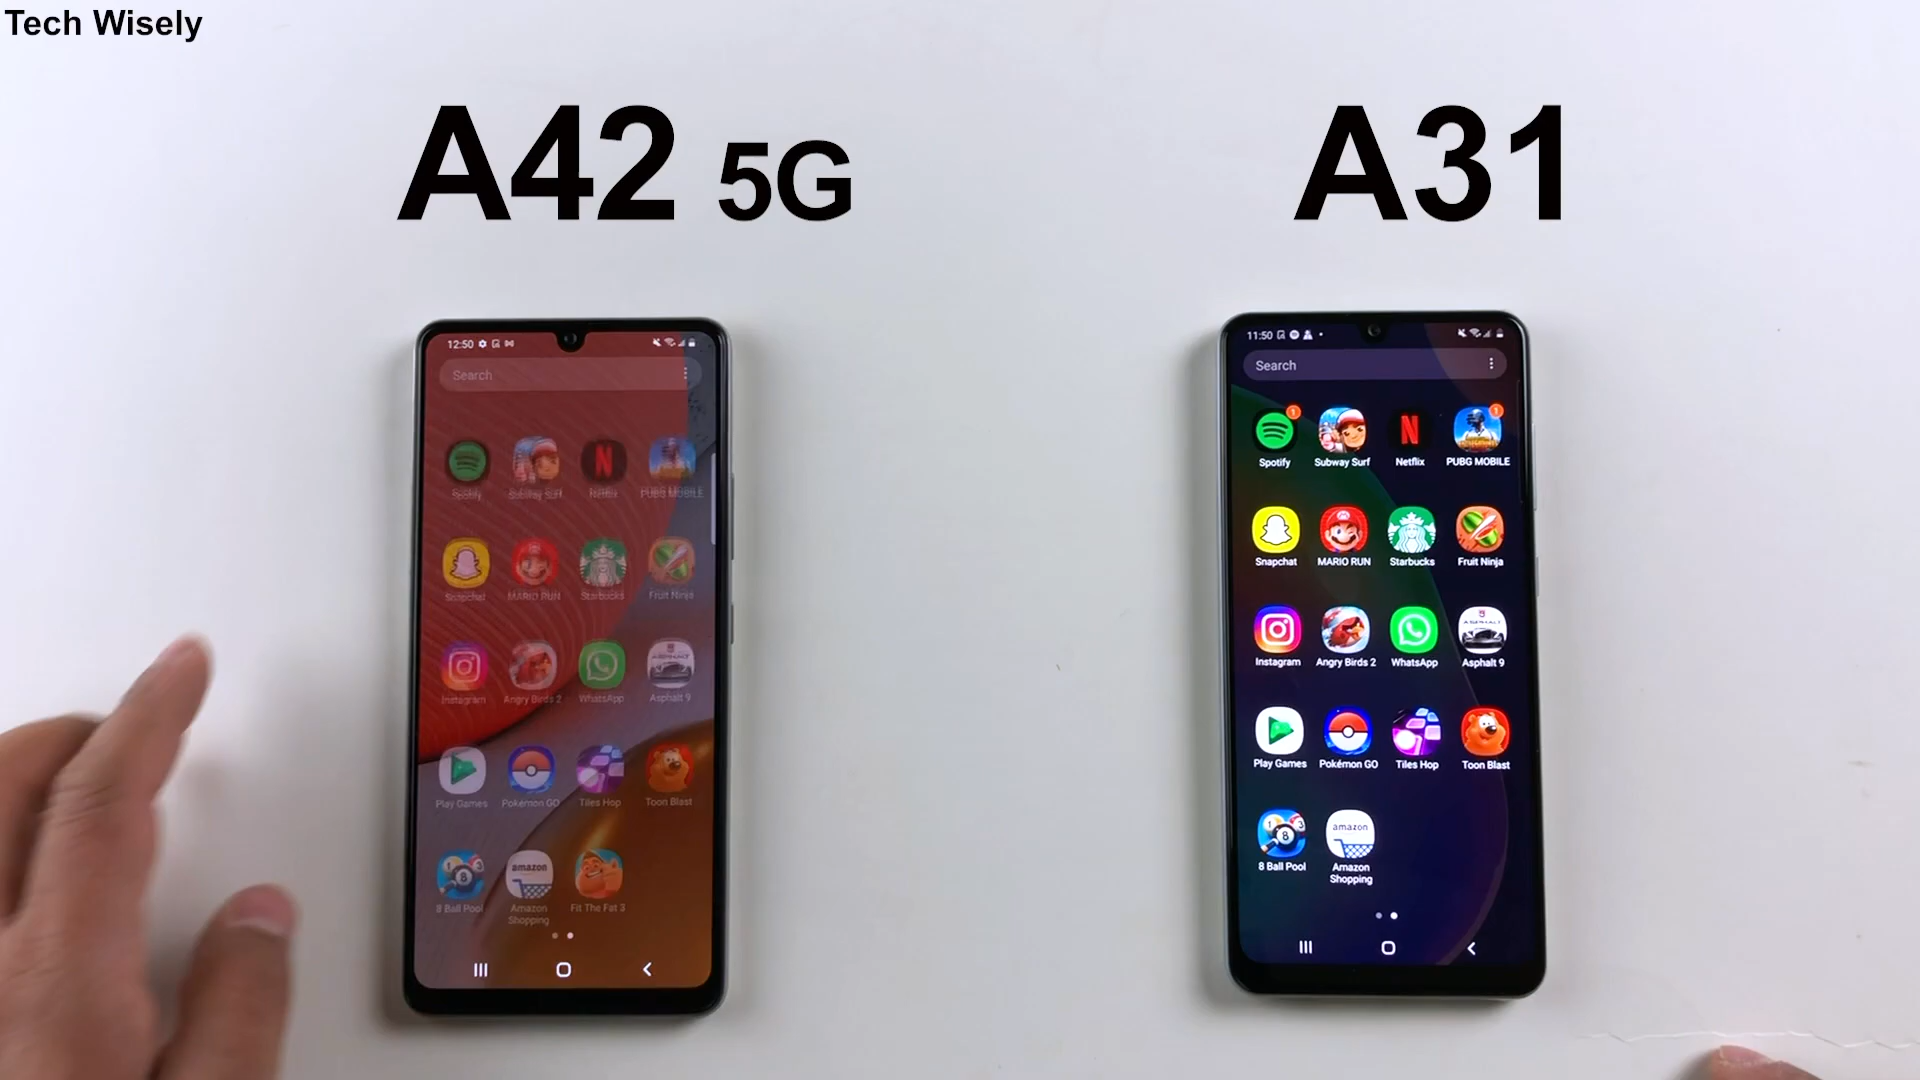 Tech Wisely
A42 5G
A31
12:50
Search
Spotify Subway Surf Netflix PUBG MOBILE
Snapchat MARIO RUN Starbucks Fruit Ninja
Instagram Angry Birds 2 WhatsApp Asphalt 9
Play Games Pokémon GO Tiles Hop Toon Blast
8 Ball Pool Amazon Shopping Fit The Fat 3
11:50
Search
Spotify Subway Surf Netflix PUBG MOBILE
Snapchat MARIO RUN Starbucks Fruit Ninja
Instagram Angry Birds 2 WhatsApp Asphalt 9
Play Games Pokémon GO Tiles Hop Toon Blast
8 Ball Pool Amazon Shopping